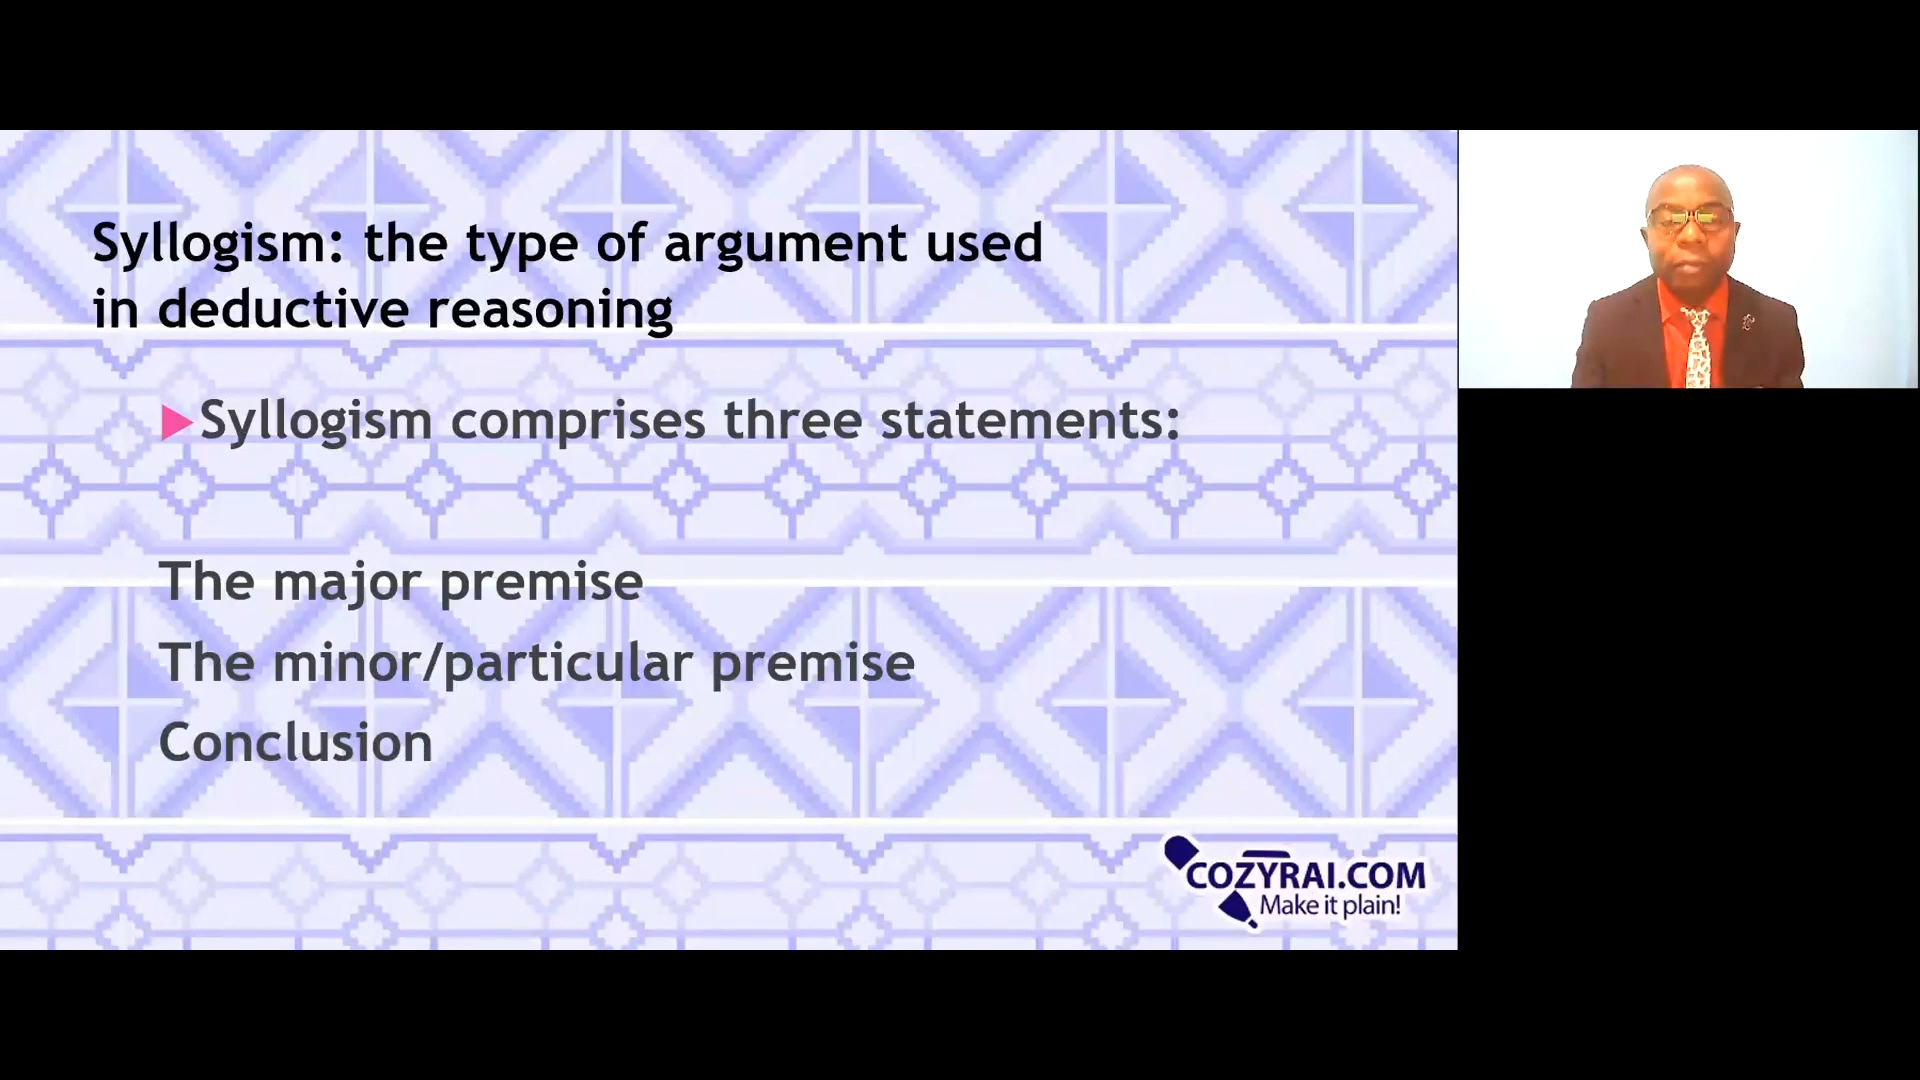 Syllogism: the type of argument used
in deductive reasoning
Syllogism comprises three statements:
The major premise
The minor/particular premise
Conclusion
COZYRAI.COM
Make it plain!